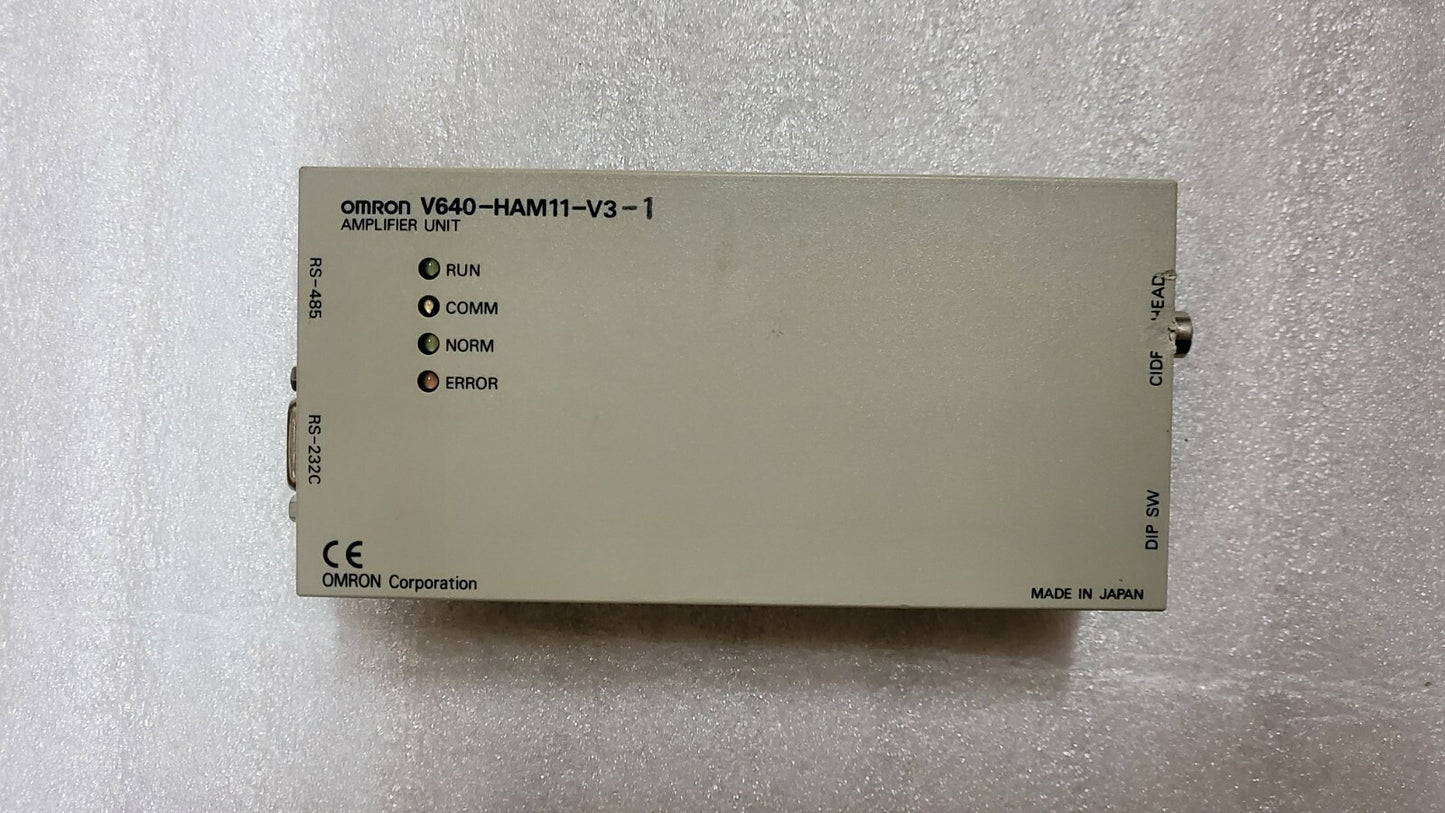 OMRON V640-HAM11-V3-1
AMPLIFIER UNIT
RUN
COMM
NORM
ERROR
RS-485
RS-232C
HEAD
DIP SW
CE
OMRON Corporation
MADE IN JAPAN